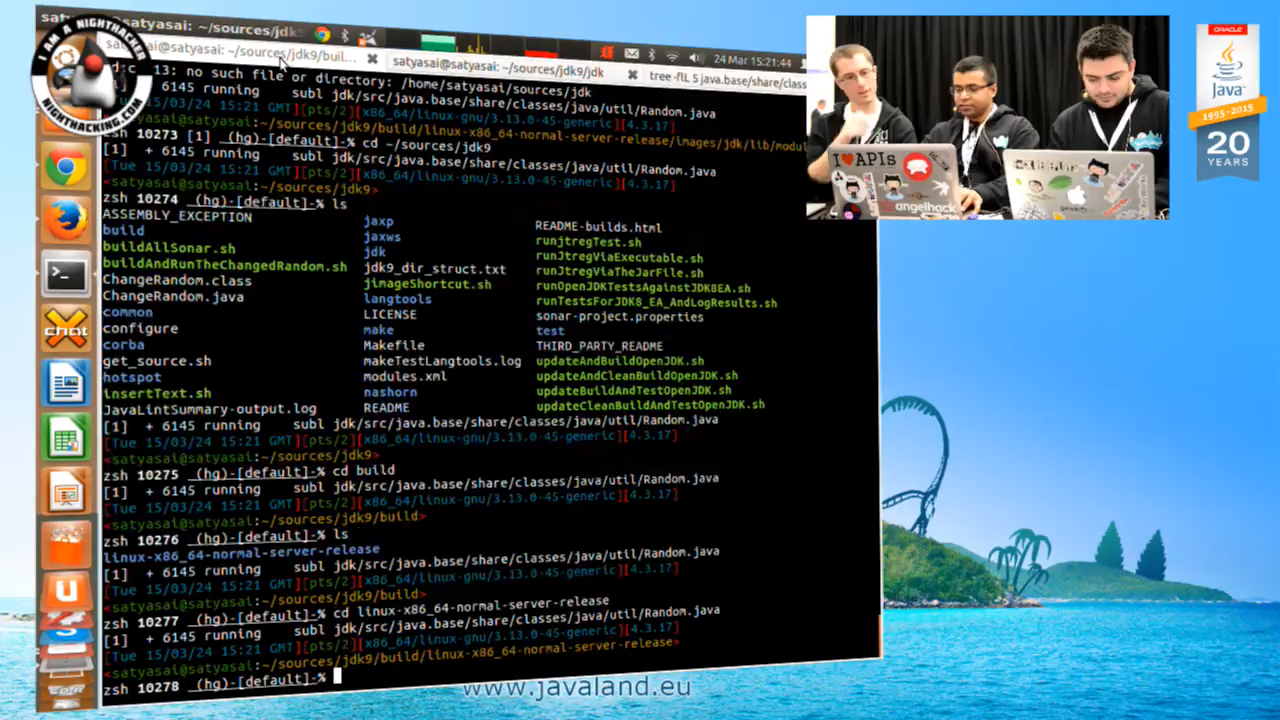 satyasai: ~/sources/jdk9
24 Mar 15:21:44
I AM A NIGHTHACKER
NIGHTHACKING.COM
@satyasai: ~/sources/jdk9/buil...
satyasai@satyasai: ~/sources/jdk9/jdk
tree -fiL 5 java.base/share/class
13: no such file or directory: /home/satyasai/sources/jdk
6145 running subl jdk/src/java.base/share/classes/java/util/Random.java
15/03/24 15:21 GMT][pts/2][x86_64/linux-gnu/3.13.0-45-generic][4.3.17]
satyasai:~/sources/jdk9/build/linux-x86_64-normal-server-release/images/jdk/lib/modul
zsh 10273 [1] (hg)-[default]-% cd ~/sources/jdk9
[1] + 6145 running subl jdk/src/java.base/share/classes/java/util/Random.java
[Tue 15/03/24 15:21 GMT][pts/2][x86_64/linux-gnu/3.13.0-45-generic][4.3.17]
<satyasai@satyasai:~/sources/jdk9>
zsh 10274 (hg)-[default]-% ls
ASSEMBLY_EXCEPTION jaxp README-builds.html
build jaxws runjtregTest.sh
buildAllSonar.sh jdk runJtregViaExecutable.sh
buildAndRunTheChangedRandom.sh jdk9_dir_struct.txt runJtregViaTheJarFile.sh
ChangeRandom.class jimageShortcut.sh runOpenJDKTestsAgainstJDK8EA.sh
ChangeRandom.java langtools runTestsForJDK8_EA_AndLogResults.sh
common LICENSE sonar-project.properties
configure make test
corba Makefile THIRD_PARTY_README
get_source.sh makeTestLangtools.log updateAndBuildOpenJDK.sh
hotspot modules.xml updateAndCleanBuildOpenJDK.sh
insertText.sh nashorn updateBuildAndTestOpenJDK.sh
JavaLintSummary-output.log README updateCleanBuildAndTestOpenJDK.sh
[1] + 6145 running subl jdk/src/java.base/share/classes/java/util/Random.java
[Tue 15/03/24 15:21 GMT][pts/2][x86_64/linux-gnu/3.13.0-45-generic][4.3.17]
<satyasai@satyasai:~/sources/jdk9>
zsh 10275 (hg)-[default]-% cd build
[1] + 6145 running subl jdk/src/java.base/share/classes/java/util/Random.java
[Tue 15/03/24 15:21 GMT][pts/2][x86_64/linux-gnu/3.13.0-45-generic][4.3.17]
<satyasai@satyasai:~/sources/jdk9/build>
zsh 10276 (hg)-[default]-% ls
linux-x86_64-normal-server-release
[1] + 6145 running subl jdk/src/java.base/share/classes/java/util/Random.java
[Tue 15/03/24 15:21 GMT][pts/2][x86_64/linux-gnu/3.13.0-45-generic][4.3.17]
<satyasai@satyasai:~/sources/jdk9/build>
zsh 10277 (hg)-[default]-% cd linux-x86_64-normal-server-release
[1] + 6145 running subl jdk/src/java.base/share/classes/java/util/Random.java
[Tue 15/03/24 15:21 GMT][pts/2][x86_64/linux-gnu/3.13.0-45-generic][4.3.17]
<satyasai@satyasai:~/sources/jdk9/build/linux-x86_64-normal-server-release>
zsh 10278 (hg)-[default]-%
chat
I ♥ APIs
angelhack
ORACLE
Java
1995-2015
20
YEARS
www.javaland.eu